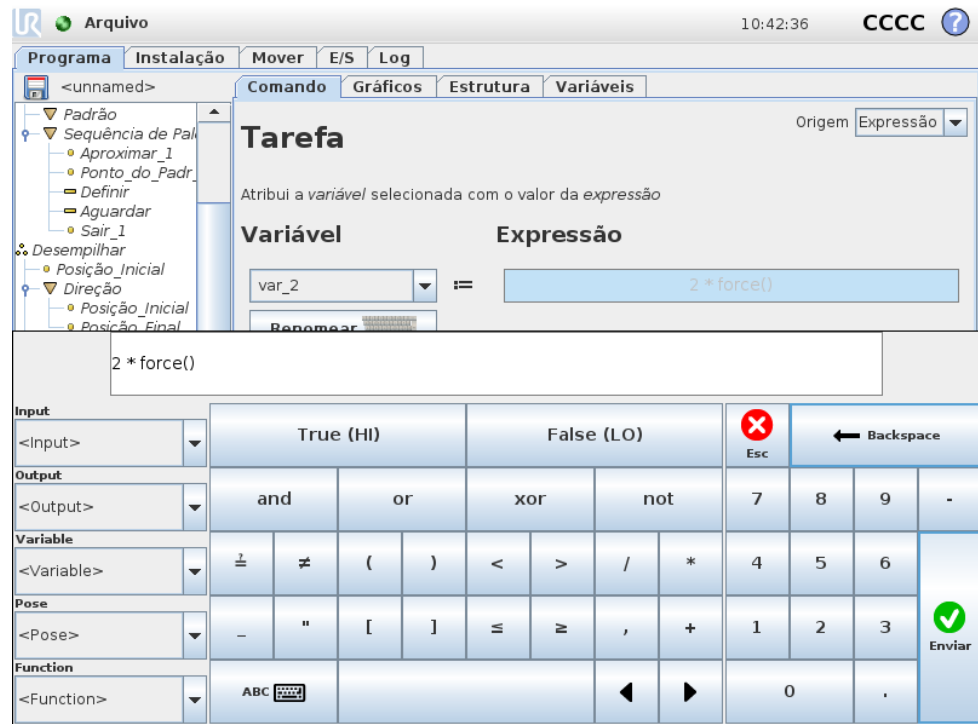 Arquivo 10:42:36 CCCC ?
Programa Instalação Mover E/S Log
<unnamed> Comando Gráficos Estrutura Variáveis
Padrão
Sequência de Pal
Aproximar_1
Ponto_do_Padr
Definir
Aguardar
Sair_1
Desempilhar
Posição_Inicial
Direção
Posição_Inicial
Posição_Final
Tarefa
Origem Expressão
Atribui a variável selecionada com o valor da expressão
Variável Expressão
var_2 := 2 * force()
Renomear
2 * force()
Input
<Input>
Output
<Output>
Variable
<Variable>
Pose
<Pose>
Function
<Function>
True (HI) False (LO) Esc Backspace
and or xor not 7 8 9 -
≟ ≠ ( ) < > / * 4 5 6
_ " [ ] ≤ ≥ , + 1 2 3 Enviar
ABC 0 .